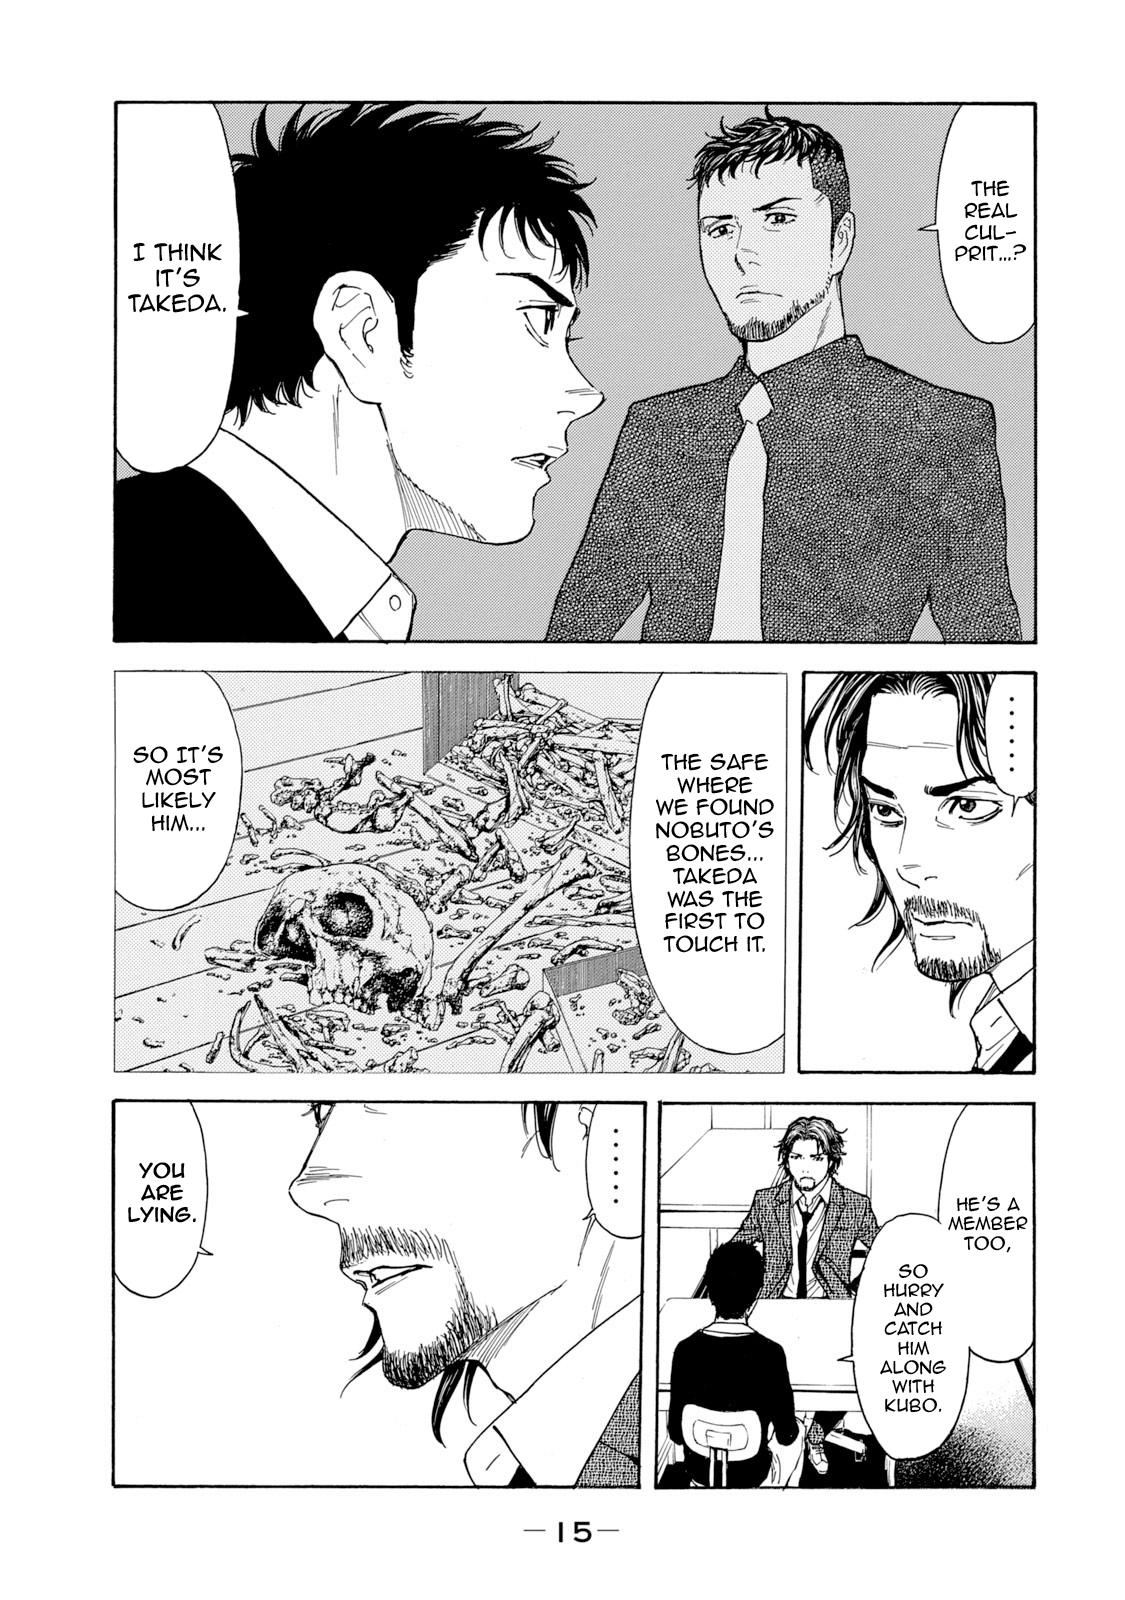 THE
REAL
CUL-
PRIT...?
I THINK
IT'S
TAKEDA.
......
THE SAFE
WHERE
WE FOUND
NOBUTO'S
BONES...
TAKEDA
WAS THE
FIRST TO
TOUCH IT.
SO IT'S
MOST
LIKELY
HIM...
HE'S A
MEMBER
TOO,
SO
HURRY
AND
CATCH
HIM
ALONG
WITH
KUBO.
......
YOU
ARE
LYING.
—15—